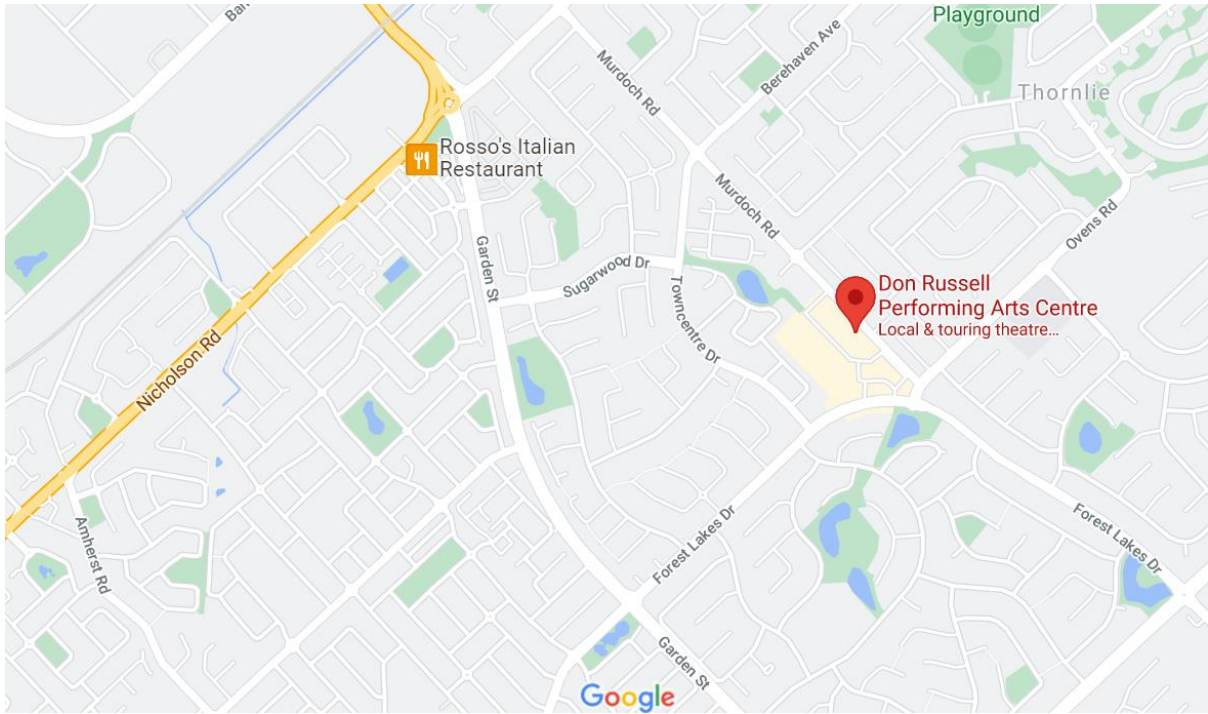 Ban
Playground
Murdoch Rd
Berehaven Ave
Thornlie
Rosso's Italian
Restaurant
Murdoch Rd
Ovens Rd
Garden St
Sugarwood Dr
Towncentre Dr
Don Russell
Performing Arts Centre
Local & touring theatre...
Nicholson Rd
Forest Lakes Dr
Forest Lakes Dr
Amherst Rd
Garden St
Google